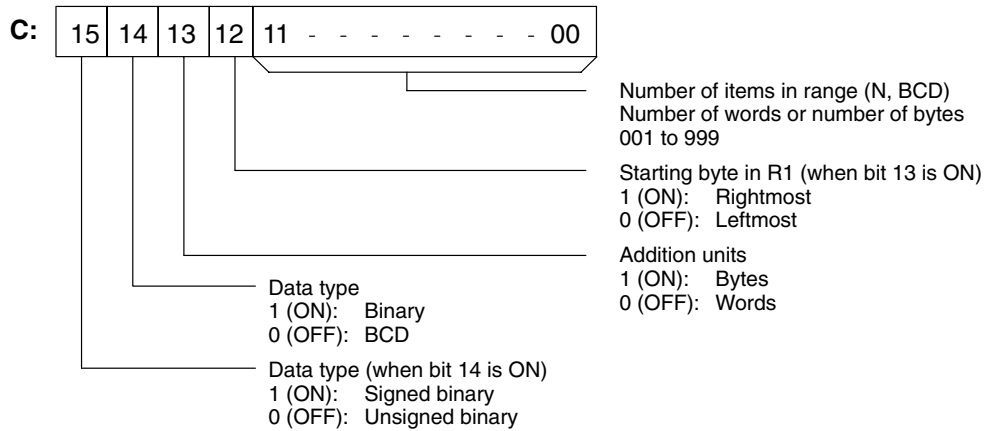 C: 15 14 13 12 11 - - - - - - - - 00
Number of items in range (N, BCD)
Number of words or number of bytes
001 to 999
Starting byte in R1 (when bit 13 is ON)
1 (ON): Rightmost
0 (OFF): Leftmost
Addition units
1 (ON): Bytes
0 (OFF): Words
Data type
1 (ON): Binary
0 (OFF): BCD
Data type (when bit 14 is ON)
1 (ON): Signed binary
0 (OFF): Unsigned binary